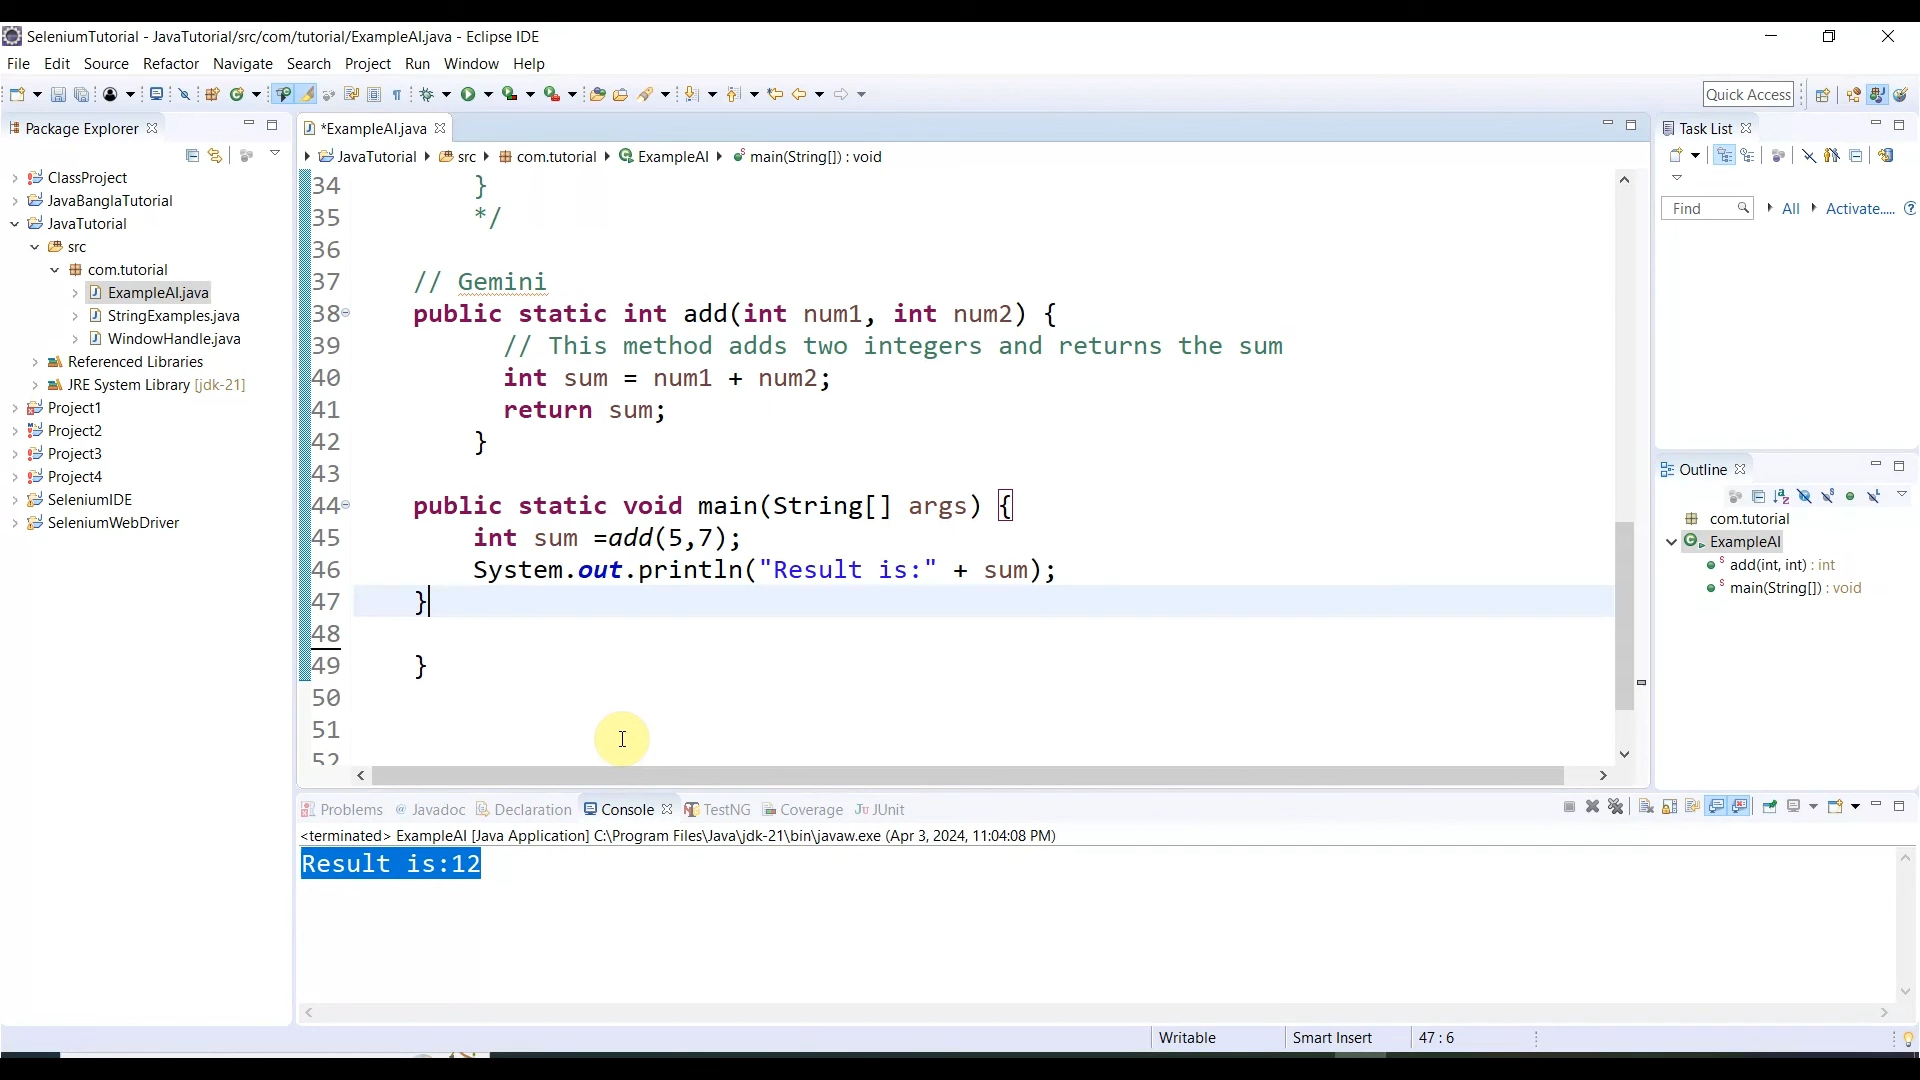 SeleniumTutorial - JavaTutorial/src/com/tutorial/ExampleAI.java - Eclipse IDE
File Edit Source Refactor Navigate Search Project Run Window Help
Quick Access
Package Explorer
ClassProject
JavaBanglaTutorial
JavaTutorial
src
com.tutorial
ExampleAI.java
StringExamples.java
WindowHandle.java
Referenced Libraries
JRE System Library [jdk-21]
Project1
Project2
Project3
Project4
SeleniumIDE
SeleniumWebDriver
*ExampleAI.java
JavaTutorial src com.tutorial ExampleAI main(String[]) : void
34 }
35 */
36
37 // Gemini
38 public static int add(int num1, int num2) {
39 // This method adds two integers and returns the sum
40 int sum = num1 + num2;
41 return sum;
42 }
43
44 public static void main(String[] args) {
45 int sum =add(5,7);
46 System.out.println("Result is:" + sum);
47 }
48
49 }
50
51
52
Task List
Find All Activate.....
Outline
com.tutorial
ExampleAI
add(int, int) : int
main(String[]) : void
Problems Javadoc Declaration Console TestNG Coverage JUnit
<terminated> ExampleAI [Java Application] C:\Program Files\Java\jdk-21\bin\javaw.exe (Apr 3, 2024, 11:04:08 PM)
Result is:12
Writable Smart Insert 47 : 6